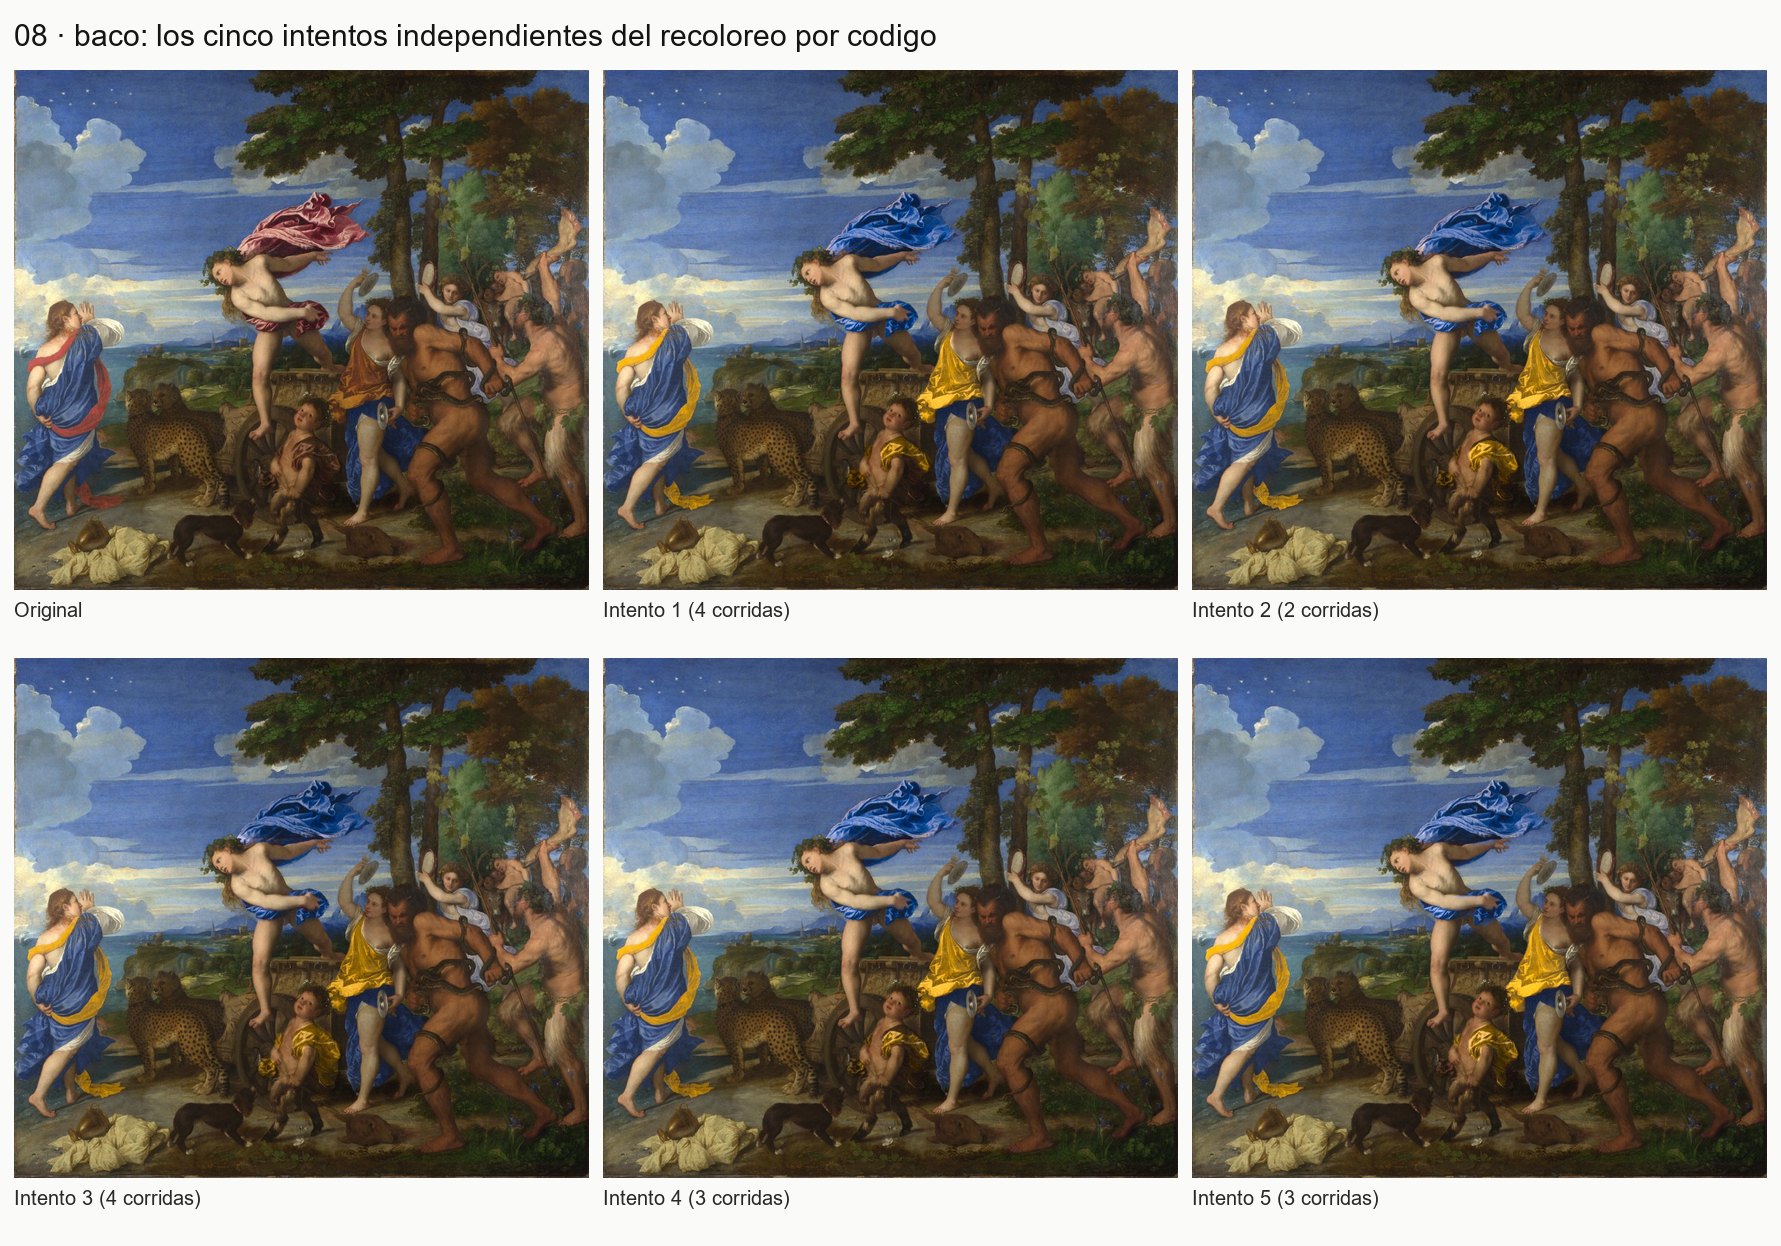 08 · baco: los cinco intentos independientes del recoloreo por codigo
Original
Intento 1 (4 corridas)
Intento 2 (2 corridas)
Intento 3 (4 corridas)
Intento 4 (3 corridas)
Intento 5 (3 corridas)